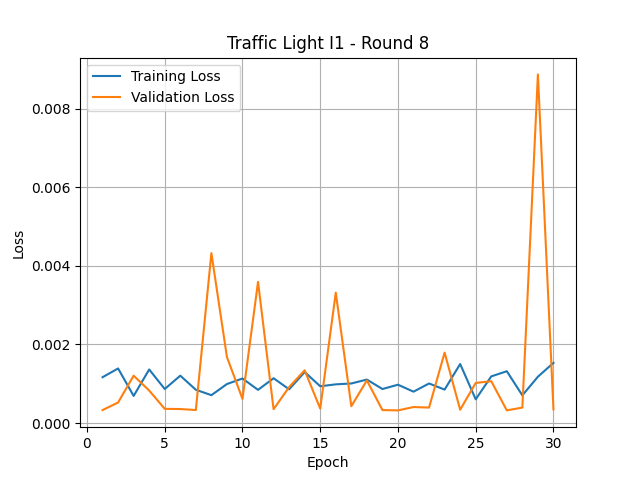 Traffic Light I1 - Round 8
Training Loss
Validation Loss
Loss
0.008
0.006
0.004
0.002
0.000
0 5 10 15 20 25 30
Epoch